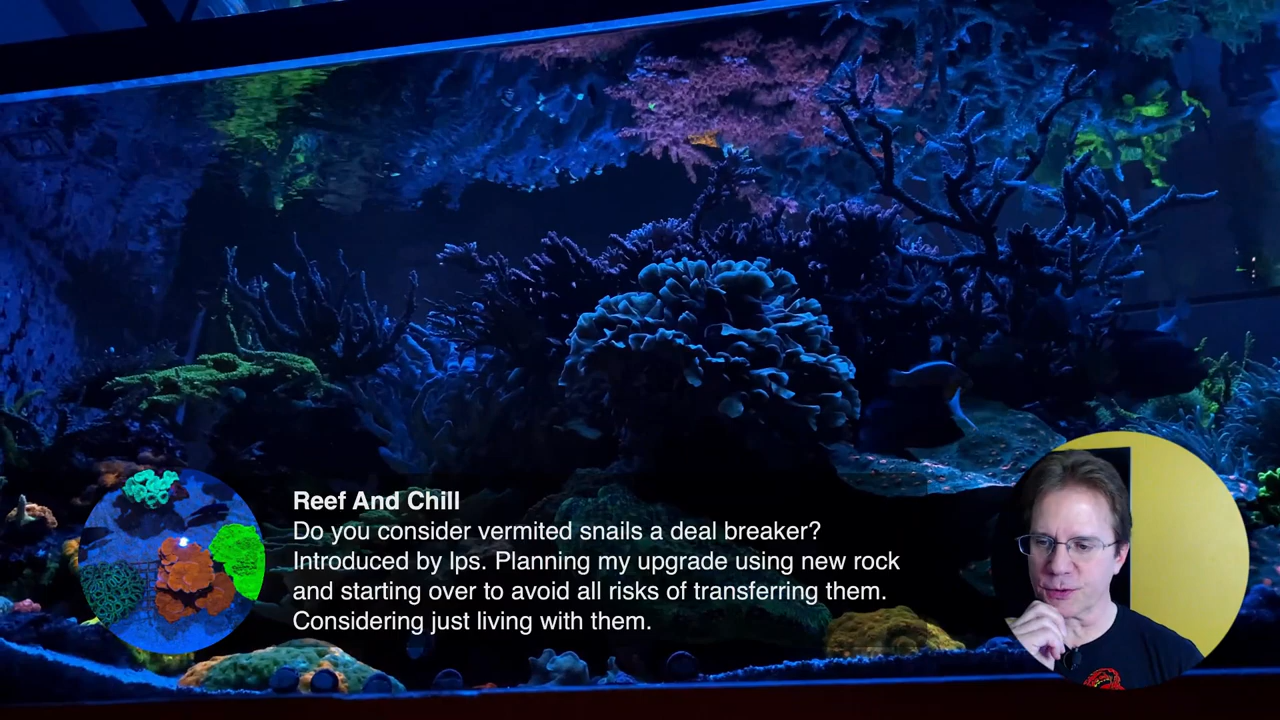 Reef And Chill
Do you consider vermited snails a deal breaker?
Introduced by lps. Planning my upgrade using new rock
and starting over to avoid all risks of transferring them.
Considering just living with them.